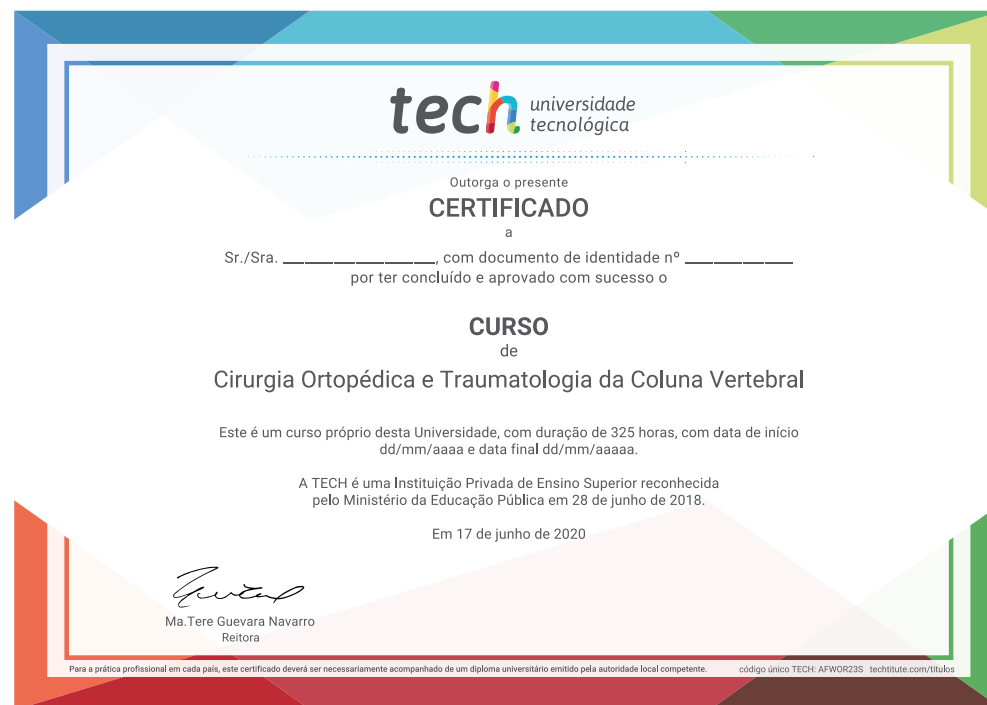 tech universidade
tecnológica
Outorga o presente
CERTIFICADO
a
Sr./Sra. ____________________, com documento de identidade nº ______________
por ter concluído e aprovado com sucesso o
CURSO
de
Cirurgia Ortopédica e Traumatologia da Coluna Vertebral
Este é um curso próprio desta Universidade, com duração de 325 horas, com data de início
dd/mm/aaaa e data final dd/mm/aaaaa.
A TECH é uma Instituição Privada de Ensino Superior reconhecida
pelo Ministério da Educação Pública em 28 de junho de 2018.
Em 17 de junho de 2020
Ma.Tere Guevara Navarro
Reitora
Para a prática profissional em cada país, este certificado deverá ser necessariamente acompanhado de um diploma universitário emitido pela autoridade local competente. código único TECH: AFWOR23S techtitute.com/titulos